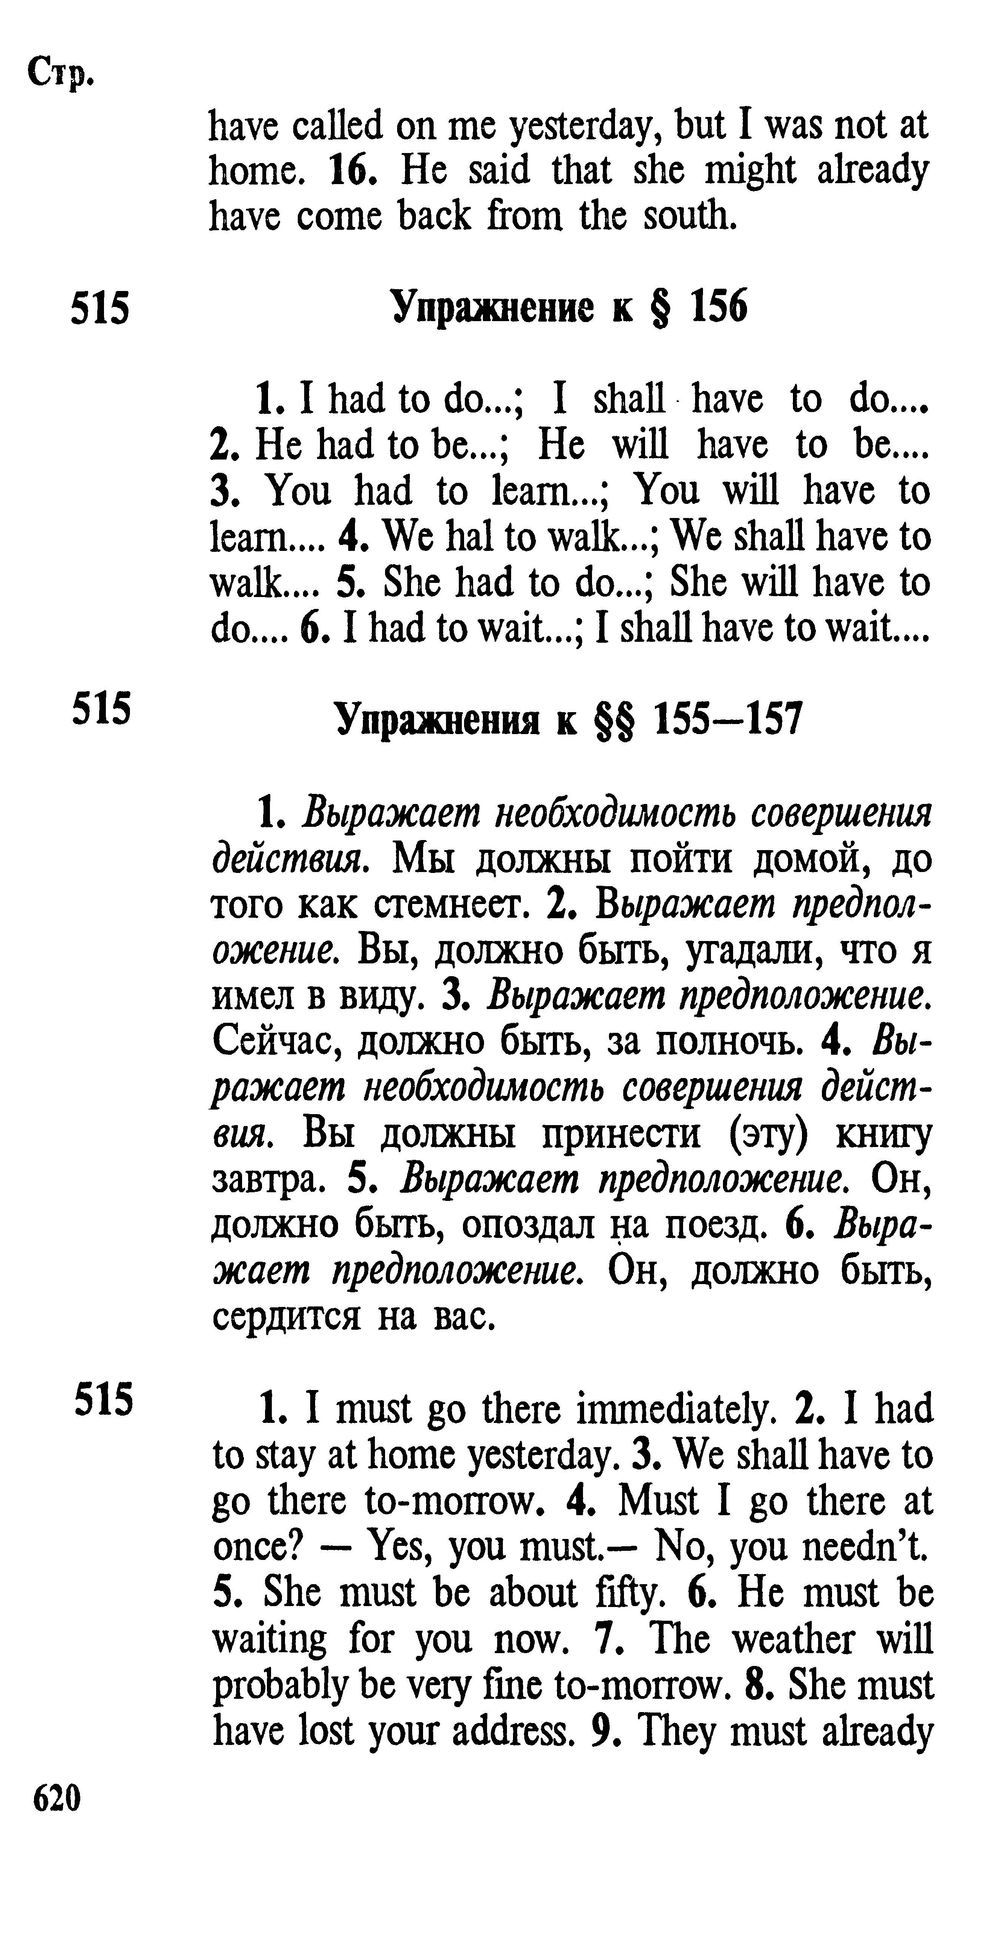 Стр.
have called on me yesterday, but I was not at
home. 16. He said that she might already
have come back from the south.
515 Упражнение к § 156
1. I had to do...; I shall have to do....
2. He had to be...; He will have to be....
3. You had to learn...; You will have to
learn.... 4. We hal to walk...; We shall have to
walk.... 5. She had to do...; She will have to
do.... 6. I had to wait...; I shall have to wait....
515 Упражнения к §§ 155—157
1. Выражает необходимость совершения
действия. Мы должны пойти домой, до
того как стемнеет. 2. Выражает предпол-
ожение. Вы, должно быть, угадали, что я
имел в виду. 3. Выражает предположение.
Сейчас, должно быть, за полночь. 4. Вы-
ражает необходимость совершения дейст-
вия. Вы должны принести (эту) книгу
завтра. 5. Выражает предположение. Он,
должно быть, опоздал на поезд. 6. Выра-
жает предположение. Он, должно быть,
сердится на вас.
515 1. I must go there immediately. 2. I had
to stay at home yesterday. 3. We shall have to
go there to-morrow. 4. Must I go there at
once? — Yes, you must.— No, you needn't.
5. She must be about fifty. 6. He must be
waiting for you now. 7. The weather will
probably be very fine to-morrow. 8. She must
have lost your address. 9. They must already
620